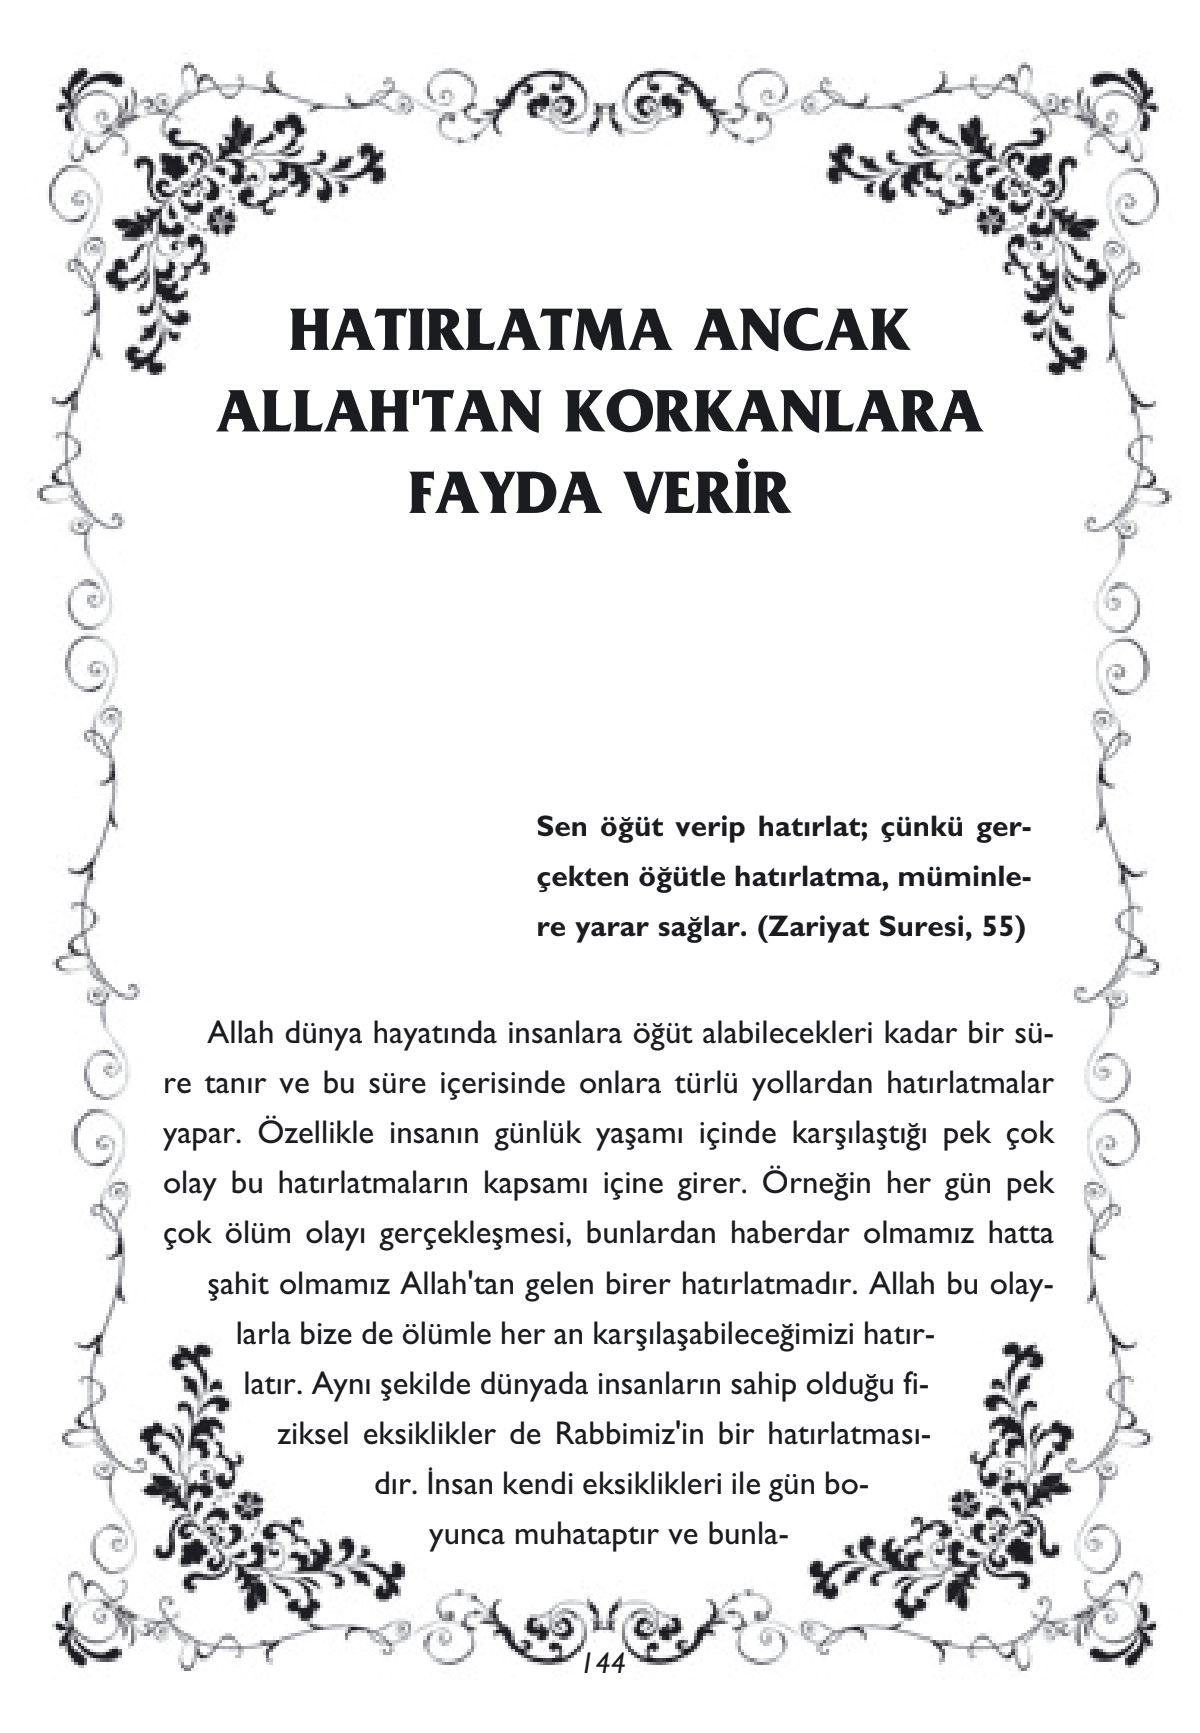 HATIRLATMA ANCAK
ALLAH'TAN KORKANLARA
FAYDA VERİR
Sen öğüt verip hatırlat; çünkü ger-
çekten öğütle hatırlatma, müminle-
re yarar sağlar. (Zariyat Suresi, 55)
Allah dünya hayatında insanlara öğüt alabilecekleri kadar bir sü-
re tanır ve bu süre içerisinde onlara türlü yollardan hatırlatmalar
yapar. Özellikle insanın günlük yaşamı içinde karşılaştığı pek çok
olay bu hatırlatmaların kapsamı içine girer. Örneğin her gün pek
çok ölüm olayı gerçekleşmesi, bunlardan haberdar olmamız hatta
şahit olmamız Allah'tan gelen birer hatırlatmadır. Allah bu olay-
larla bize de ölümle her an karşılaşabileceğimizi hatır-
latır. Aynı şekilde dünyada insanların sahip olduğu fi-
ziksel eksiklikler de Rabbimiz'in bir hatırlatması-
dır. İnsan kendi eksiklikleri ile gün bo-
yunca muhataptır ve bunla-
144